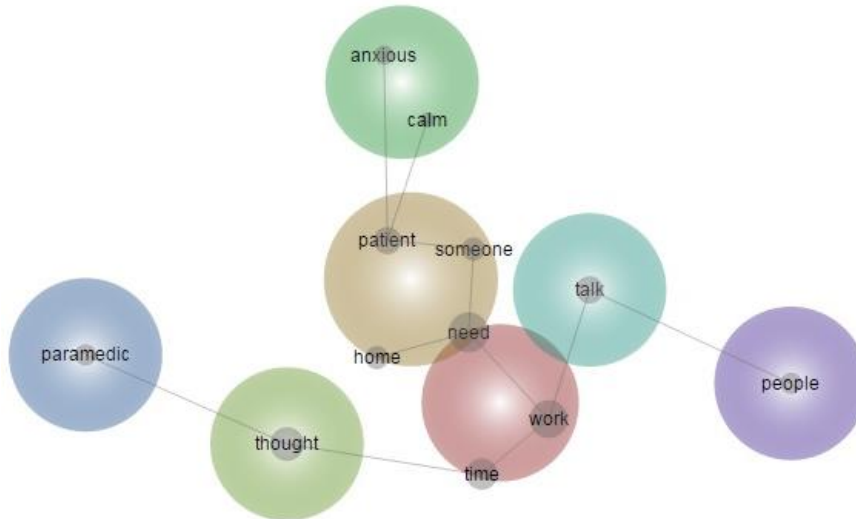 anxious
calm
patient
someone
talk
need
paramedic
home
people
work
thought
time